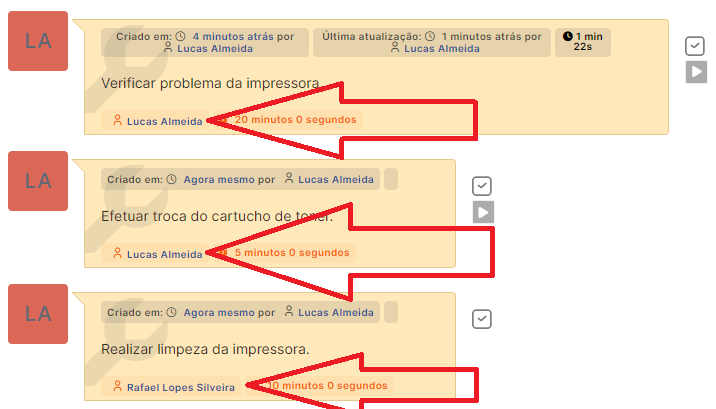 LA
Criado em: 4 minutos atrás por
Lucas Almeida
Última atualização: 1 minutos atrás por
Lucas Almeida
1 min
22s
Verificar problema da impressora.
Lucas Almeida
20 minutos 0 segundos
LA
Criado em: Agora mesmo por Lucas Almeida
Efetuar troca do cartucho de toner.
Lucas Almeida
5 minutos 0 segundos
LA
Criado em: Agora mesmo por Lucas Almeida
Realizar limpeza da impressora.
Rafael Lopes Silveira
10 minutos 0 segundos